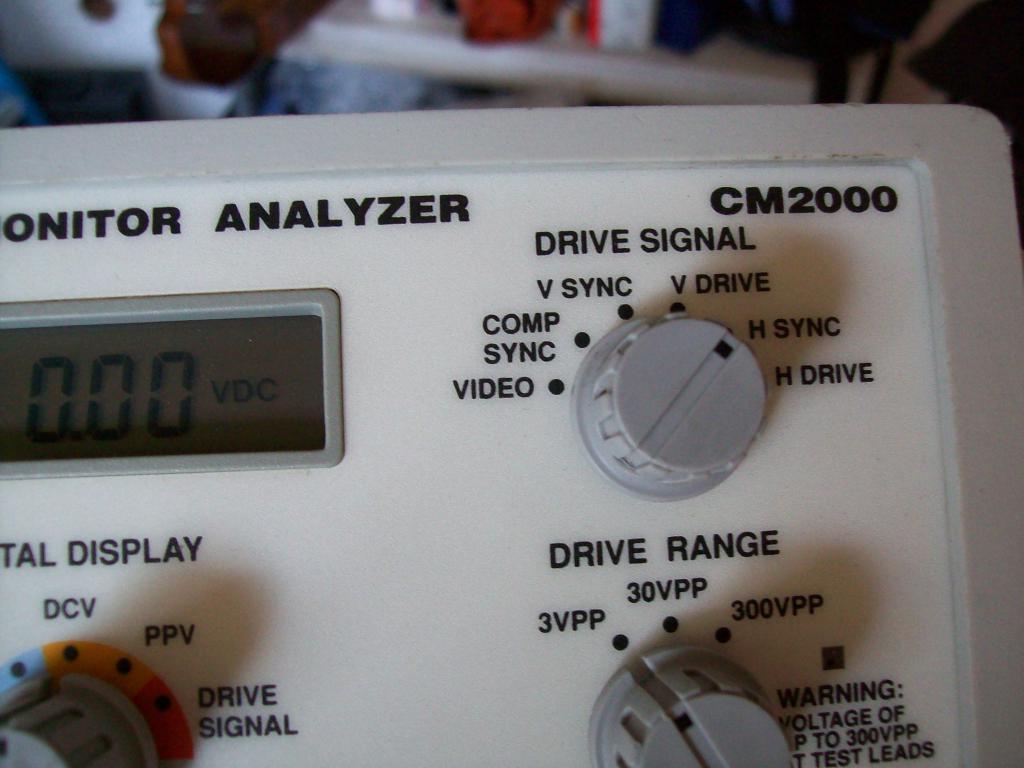 ONITOR ANALYZER
CM2000
DRIVE SIGNAL
V SYNC
V DRIVE
COMP
SYNC
H SYNC
VIDEO
H DRIVE
0.00 VDC
TAL DISPLAY
DCV
PPV
DRIVE
SIGNAL
DRIVE RANGE
3VPP
30VPP
300VPP
WARNING:
VOLTAGE OF
P TO 300VPP
T TEST LEADS